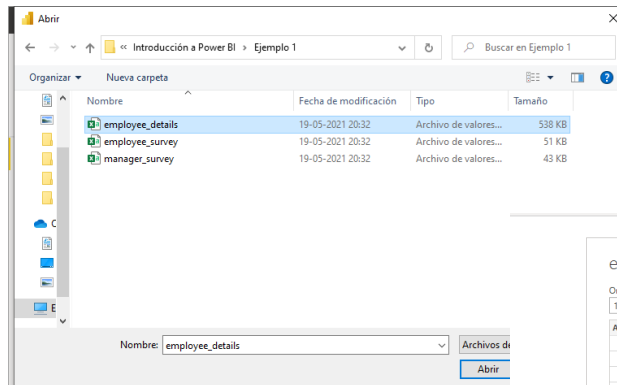 Abrir
« Introducción a Power BI > Ejemplo 1
Buscar en Ejemplo 1
Organizar
Nueva carpeta
Nombre Fecha de modificación Tipo Tamaño
employee_details 19-05-2021 20:32 Archivo de valores... 538 KB
employee_survey 19-05-2021 20:32 Archivo de valores... 51 KB
manager_survey 19-05-2021 20:32 Archivo de valores... 43 KB
Nombre: employee_details
Archivos de
Abrir